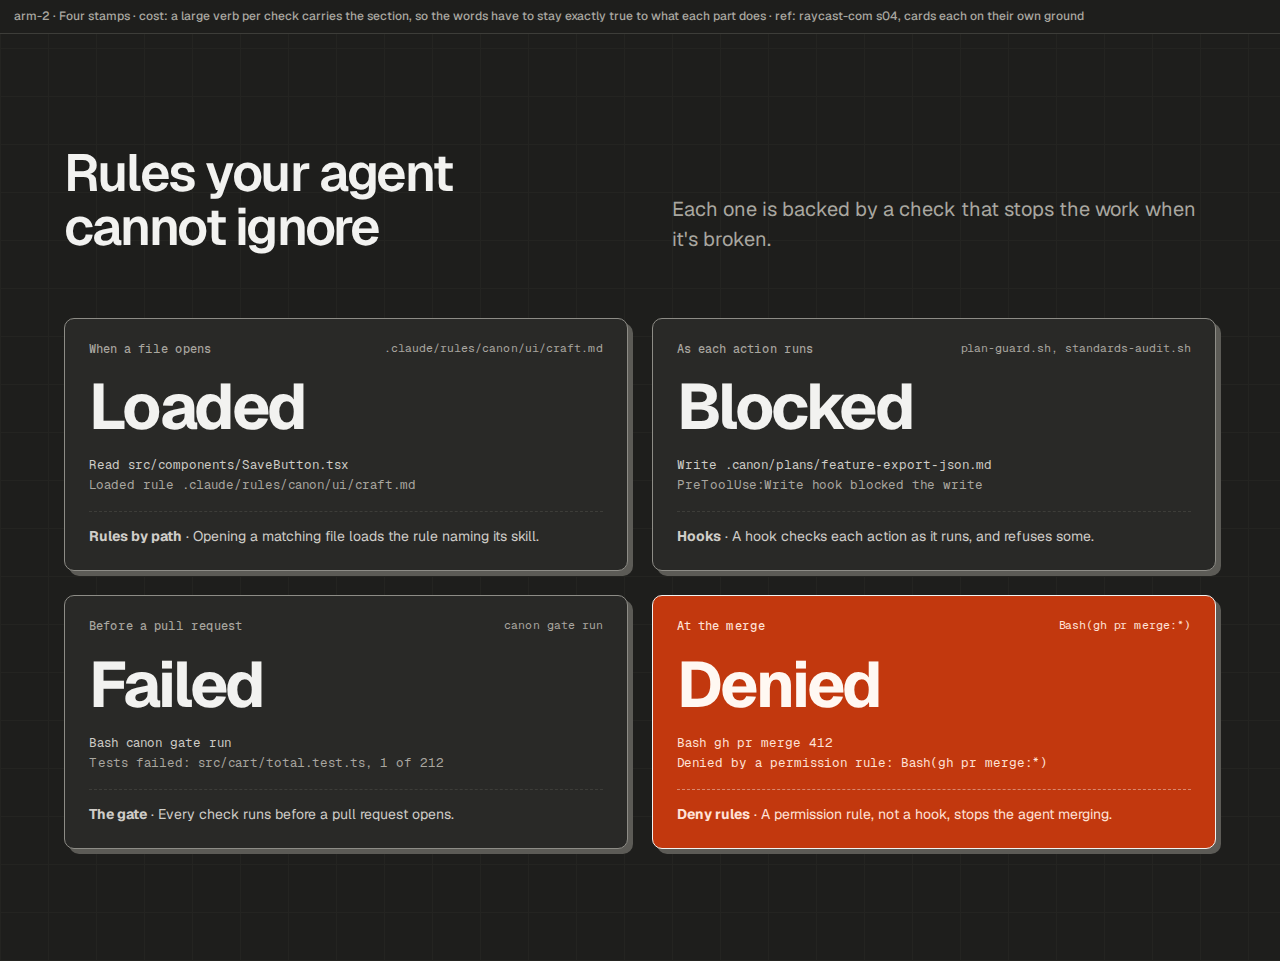 arm-2 · Four stamps · cost: a large verb per check carries the section, so the words have to stay exactly true to what each part does · ref: raycast-com s04, cards each on their own ground
Rules your agent
cannot ignore
Each one is backed by a check that stops the work when
it's broken.
When a file opens
.claude/rules/canon/ui/craft.md
Loaded
Read src/components/SaveButton.tsx
Loaded rule .claude/rules/canon/ui/craft.md
Rules by path · Opening a matching file loads the rule naming its skill.
As each action runs
plan-guard.sh, standards-audit.sh
Blocked
Write .canon/plans/feature-export-json.md
PreToolUse:Write hook blocked the write
Hooks · A hook checks each action as it runs, and refuses some.
Before a pull request
canon gate run
Failed
Bash canon gate run
Tests failed: src/cart/total.test.ts, 1 of 212
The gate · Every check runs before a pull request opens.
At the merge
Bash(gh pr merge:*)
Denied
Bash gh pr merge 412
Denied by a permission rule: Bash(gh pr merge:*)
Deny rules · A permission rule, not a hook, stops the agent merging.